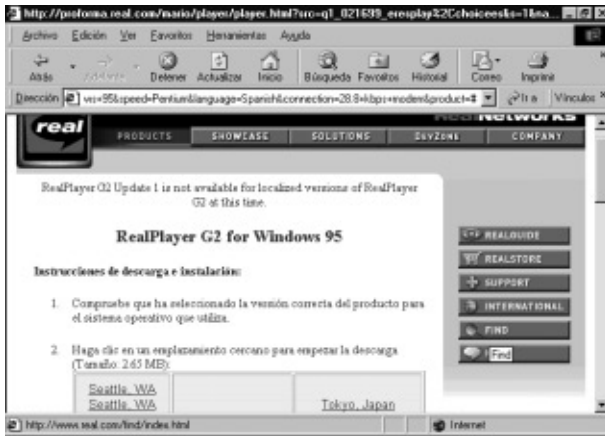 http://proforma.real.com/mario/player/player.html?src=q1_021699_
Archivo Edición Ver Favoritos Herramientas Ayuda
Atrás Adelante Detener Actualizar Inicio Búsqueda Favoritos Historial Correo Imprimir
Dirección speed=Pentium&language=Spanish&connection=28.8+kbps+modem&product= Ir a Vínculos
real
RealNetworks
PRODUCTS SHOWCASE SOLUTIONS DEVZONE COMPANY
RealPlayer G2 Update 1 is not available for localized versions of RealPlayer
G2 at this time.
RealPlayer G2 for Windows 95
Instrucciones de descarga e instalación:
1. Compruebe que ha seleccionado la versión correcta del producto para
el sistema operativo que utiliza.
2. Haga clic en un emplazamiento cercano para empezar la descarga
(Tamaño: 2.65 MB):
Seattle, WA
Seattle, WA Tokyo, Japan
REALGUIDE
REALSTORE
SUPPORT
INTERNATIONAL
FIND
Find
http://www.real.com/find/index.html Internet